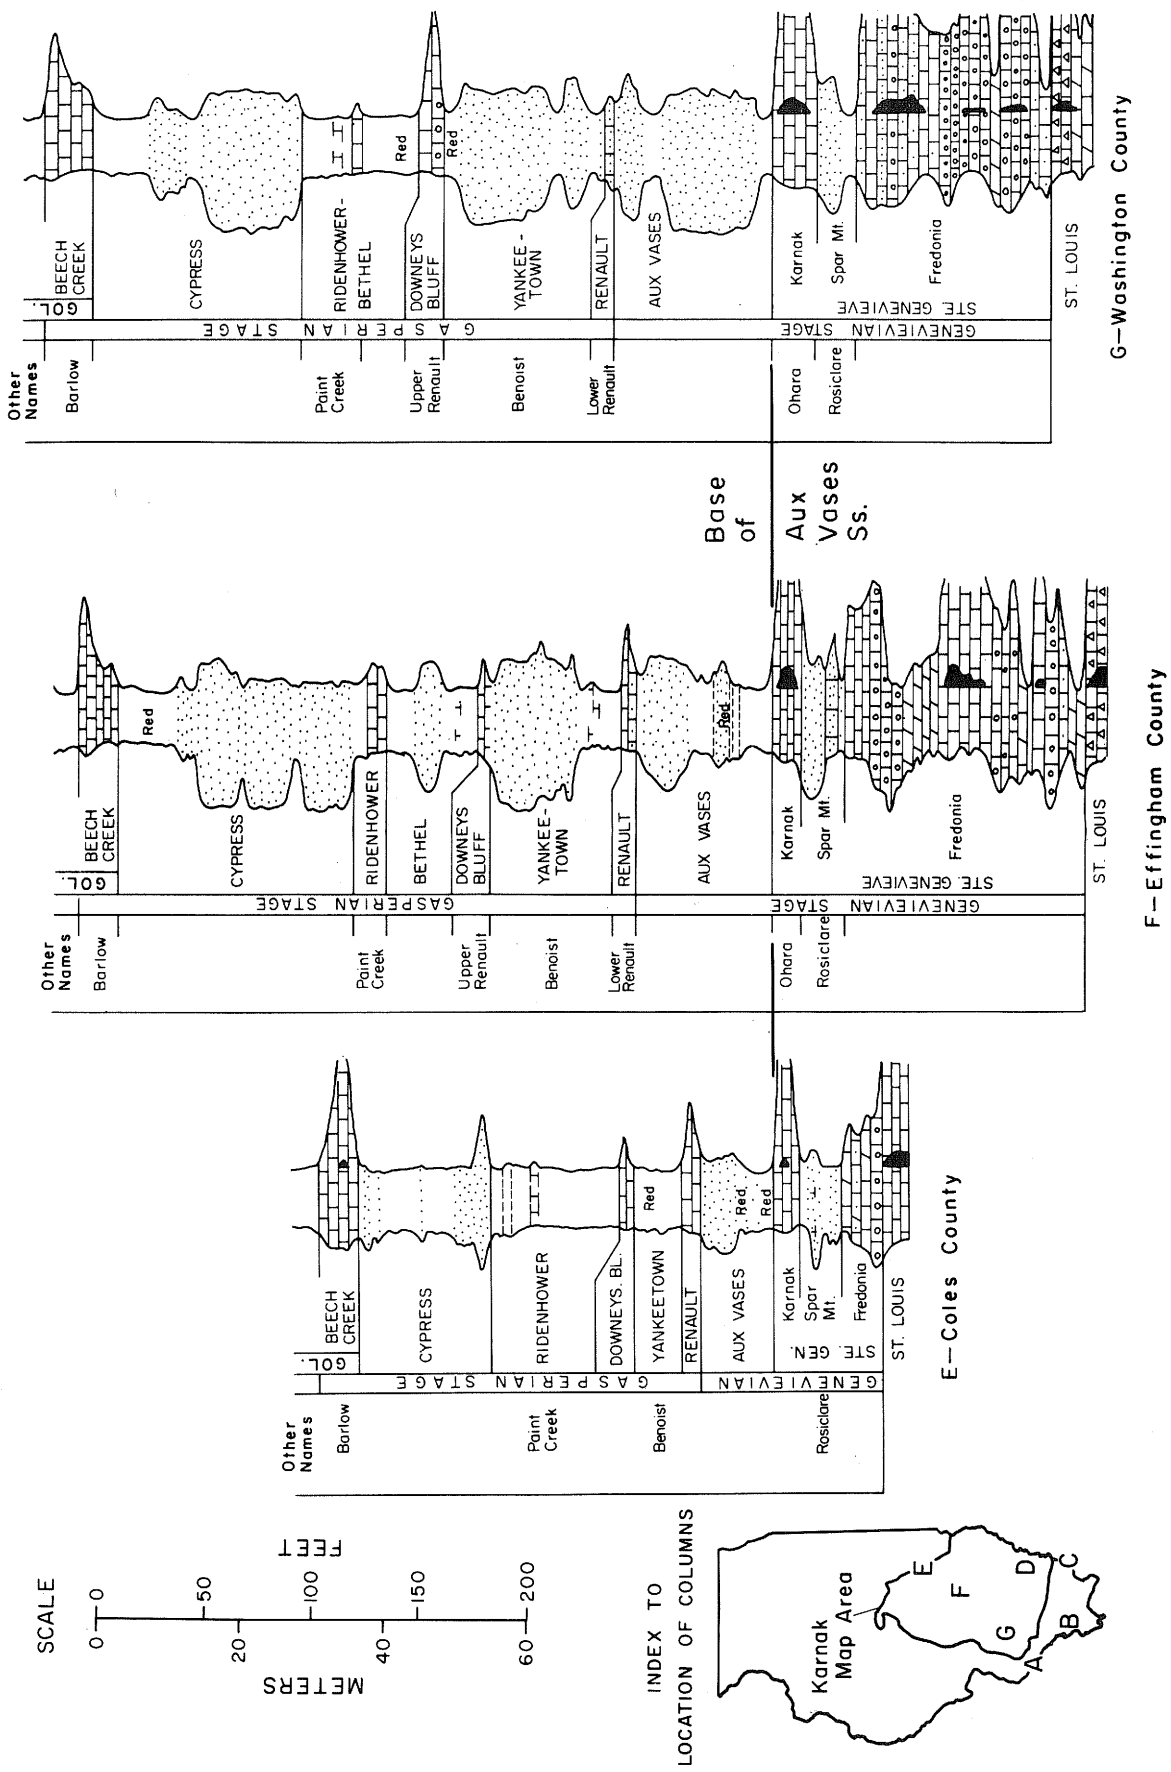 SCALE
METERS
FEET
0
20
40
60
0
50
100
150
200
INDEX TO
LOCATION OF COLUMNS
Karnak
Map Area
A
B
C
D
E
F
G
Other
Names
Barlow
Paint
Creek
Benoist
Rosiclare
GASPERIAN STAGE
GENEVIEVIAN
GOL.
BEECH
CREEK
CYPRESS
RIDENHOWER
DOWNEYS. BL.
YANKEETOWN
RENAULT
AUX VASES
STE. GEN.
Karnak
Spar
Mt.
Fredonia
ST. LOUIS
Red
Red
Red
E—Coles County
Other
Names
Barlow
Paint
Creek
Upper
Renault
Benoist
Lower
Renault
Ohara
Rosiclare
GASPERIAN STAGE
GENEVIEVIAN STAGE
GOL.
BEECH
CREEK
CYPRESS
RIDENHOWER
BETHEL
DOWNEYS
BLUFF
YANKEE-
TOWN
RENAULT
AUX VASES
STE. GENEVIEVE
Karnak
Spar Mt.
Fredonia
ST. LOUIS
Red
Red
F—Effingham County
Base
of
Aux
Vases
Ss.
Other
Names
Barlow
Paint
Creek
Upper
Renault
Benoist
Lower
Renault
Ohara
Rosiclare
GASPERIAN STAGE
GENEVIEVIAN STAGE
GOL.
BEECH
CREEK
CYPRESS
RIDENHOWER-
BETHEL
DOWNEYS
BLUFF
YANKEE-
TOWN
RENAULT
AUX VASES
STE. GENEVIEVE
Karnak
Spar Mt.
Fredonia
ST. LOUIS
Red
Red
G—Washington County